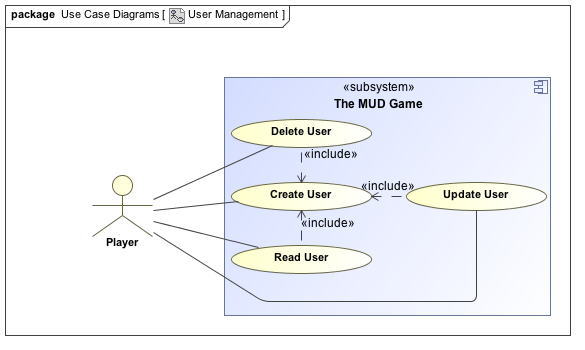 package Use Case Diagrams [ User Management ]
«subsystem»
The MUD Game
Delete User
«include»
Create User
«include»
Update User
«include»
Player
Read User